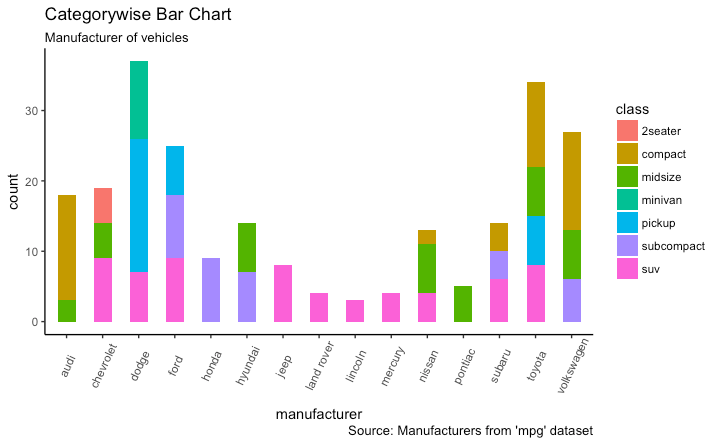 Categorywise Bar Chart
Manufacturer of vehicles
count
30
20
10
0
audi
chevrolet
dodge
ford
honda
hyundai
jeep
land rover
lincoln
mercury
nissan
pontiac
subaru
toyota
volkswagen
manufacturer
Source: Manufacturers from 'mpg' dataset
class
2seater
compact
midsize
minivan
pickup
subcompact
suv